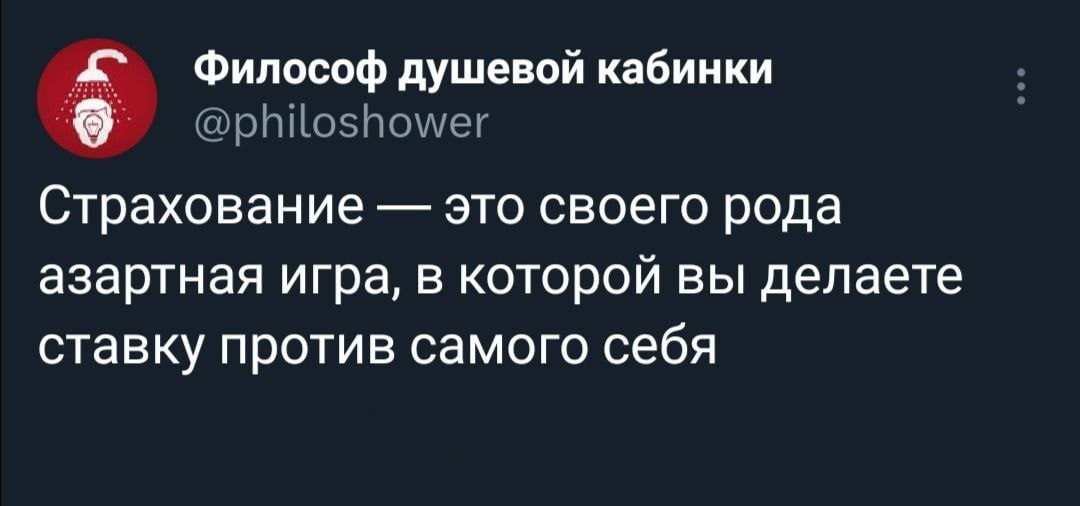 Философ душевой кабинки
@philoshower
Страхование — это своего рода
азартная игра, в которой вы делаете
ставку против самого себя